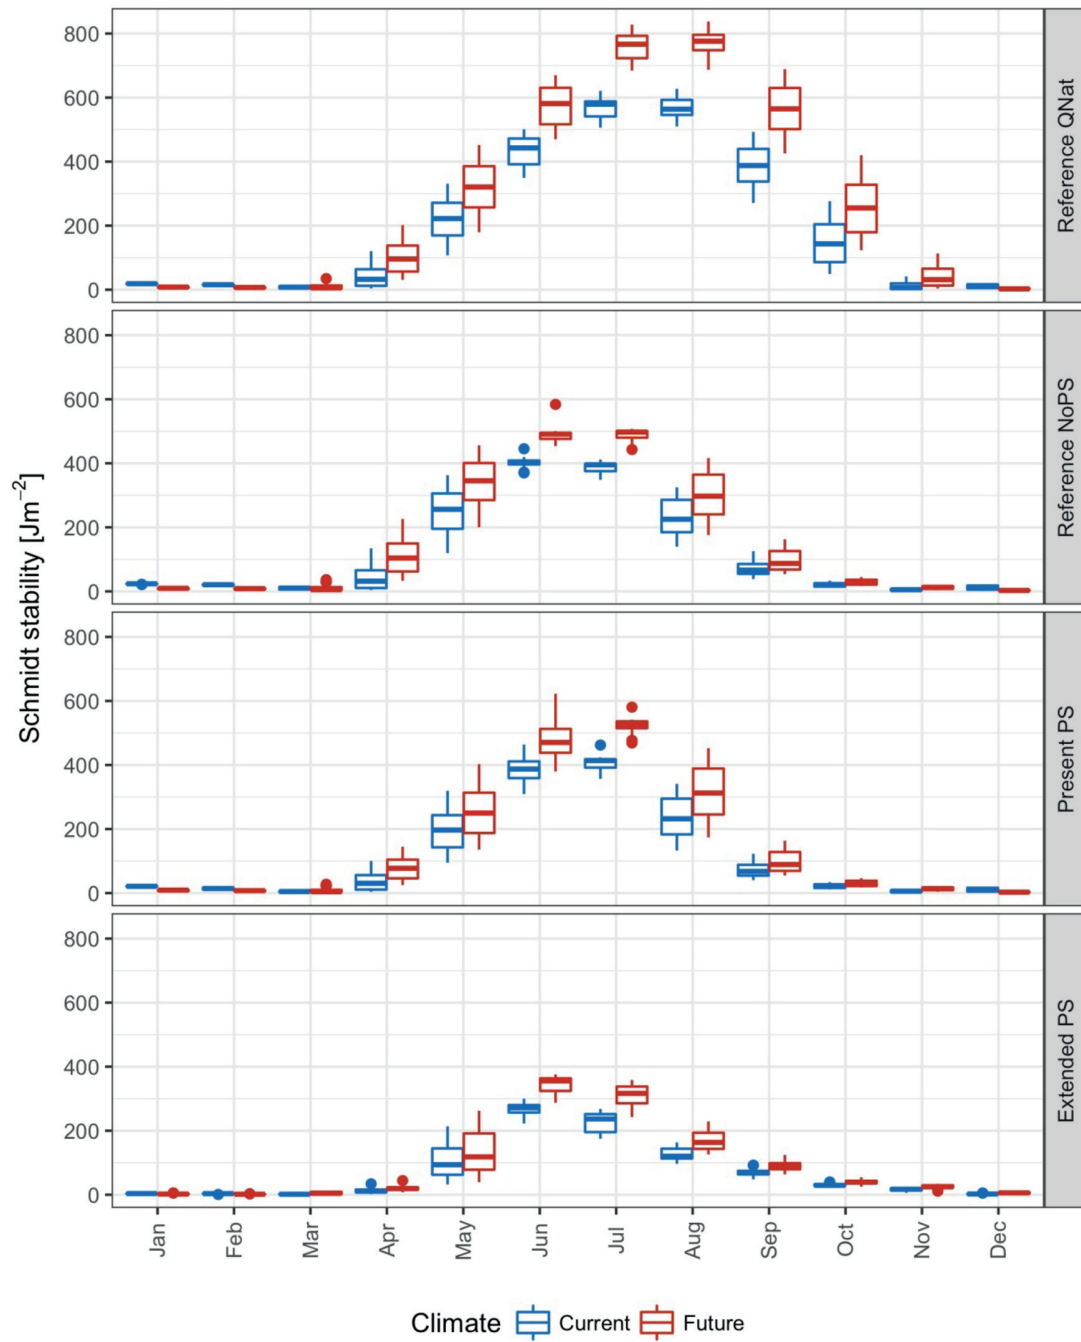 Schmidt stability [Jm⁻²]
800
600
400
200
0
Reference QNat
800
600
400
200
0
Reference NoPS
800
600
400
200
0
Present PS
800
600
400
200
0
Extended PS
Jan Feb Mar Apr May Jun Jul Aug Sep Oct Nov Dec
Climate Current Future